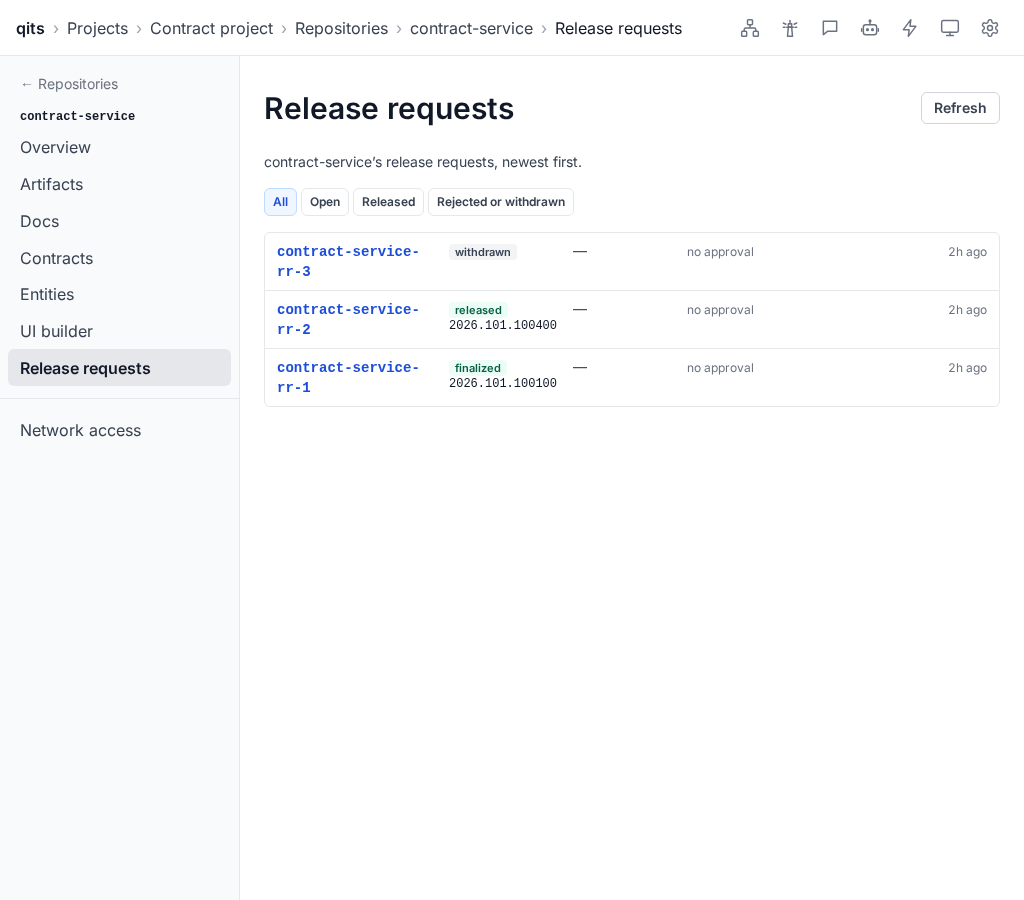 qits › Projects › Contract project › Repositories › contract-service › Release requests
← Repositories
contract-service
Overview
Artifacts
Docs
Contracts
Entities
UI builder
Release requests
Network access
Release requests
Refresh
contract-service’s release requests, newest first.
All Open Released Rejected or withdrawn
contract-service- withdrawn — no approval 2h ago
rr-3
contract-service- released — no approval 2h ago
rr-2 2026.101.100400
contract-service- finalized — no approval 2h ago
rr-1 2026.101.100100